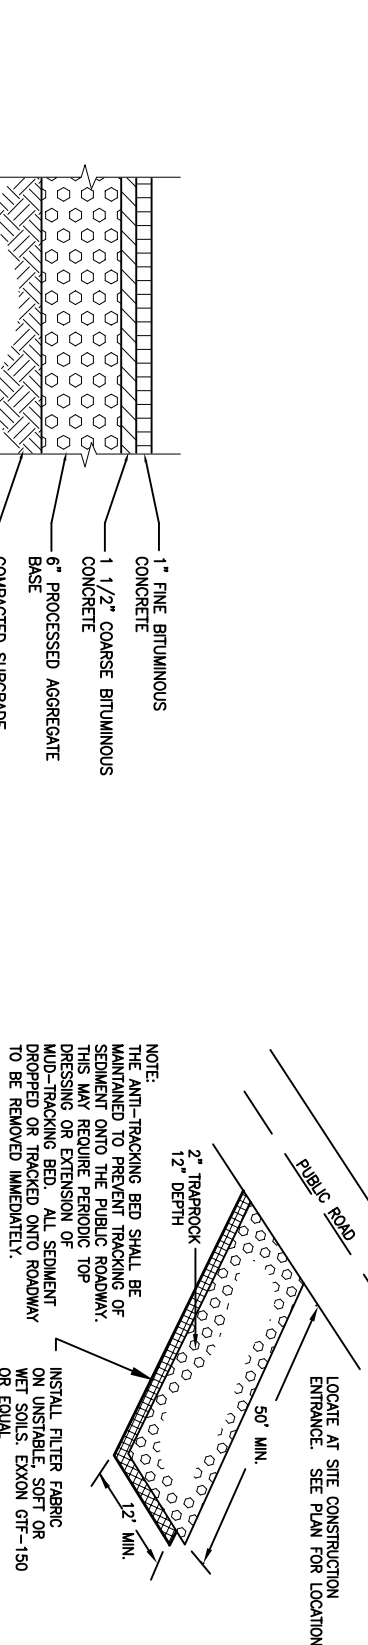 1" FINE BITUMINOUS
CONCRETE
1 1/2" COARSE BITUMINOUS
CONCRETE
6" PROCESSED AGGREGATE
BASE
COMPACTED SUBGRADE
LOCATE AT SITE CONSTRUCTION
ENTRANCE. SEE PLAN FOR LOCATION
PUBLIC ROAD
50' MIN.
2" TRAPROCK
12" DEPTH
12' MIN.
NOTE:
THE ANTI-TRACKING BED SHALL BE
MAINTAINED TO PREVENT TRACKING OF
SEDIMENT ONTO THE PUBLIC ROADWAY.
THIS MAY REQUIRE PERIODIC TOP
DRESSING OR EXTENSION OF
MUD-TRACKING BED. ALL SEDIMENT
DROPPED OR TRACKED ONTO ROADWAY
TO BE REMOVED IMMEDIATELY.
INSTALL FILTER FABRIC
ON UNSTABLE, SOFT OR
WET SOILS. EXXON GTF-150
OR EQUAL